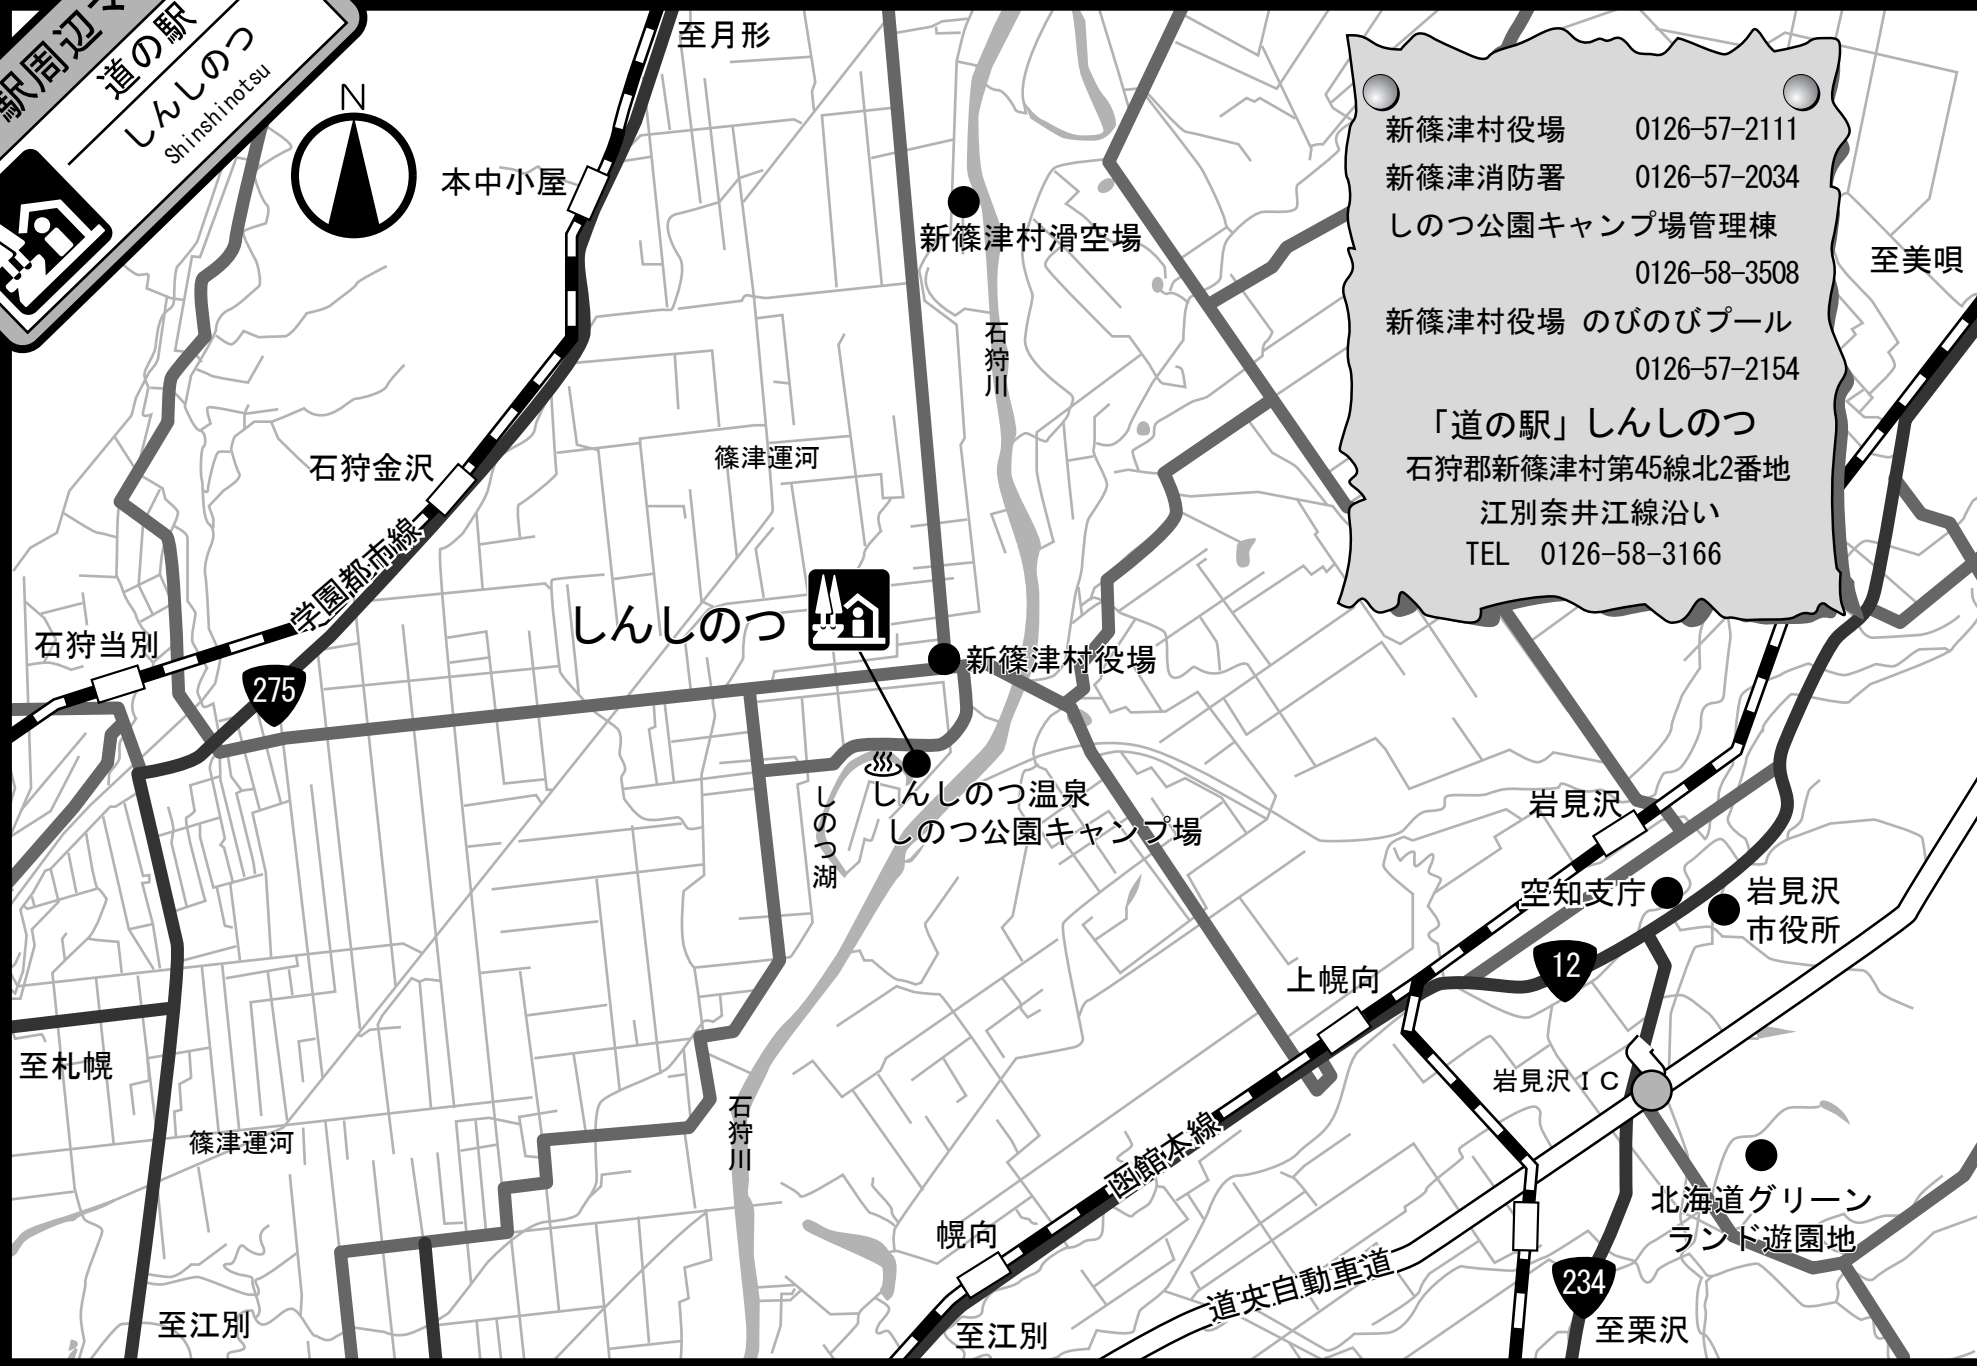 駅周辺マ
道の駅
しんしのつ
Shinshinotsu
N
至月形
本中小屋
新篠津村滑空場
石狩川
新篠津村役場 0126-57-2111
新篠津消防署 0126-57-2034
しのつ公園キャンプ場管理棟
0126-58-3508
新篠津村役場 のびのびプール
0126-57-2154
「道の駅」しんしのつ
石狩郡新篠津村第45線北2番地
江別奈井江線沿い
TEL 0126-58-3166
至美唄
石狩金沢
篠津運河
学園都市線
石狩当別
275
しんしのつ
新篠津村役場
しんしのつ温泉
しのつ公園キャンプ場
しのつ湖
岩見沢
空知支庁
岩見沢
市役所
12
上幌向
至札幌
岩見沢IC
篠津運河
石狩川
函館本線
幌向
北海道グリーン
ランド遊園地
道央自動車道
234
至江別
至江別
至栗沢